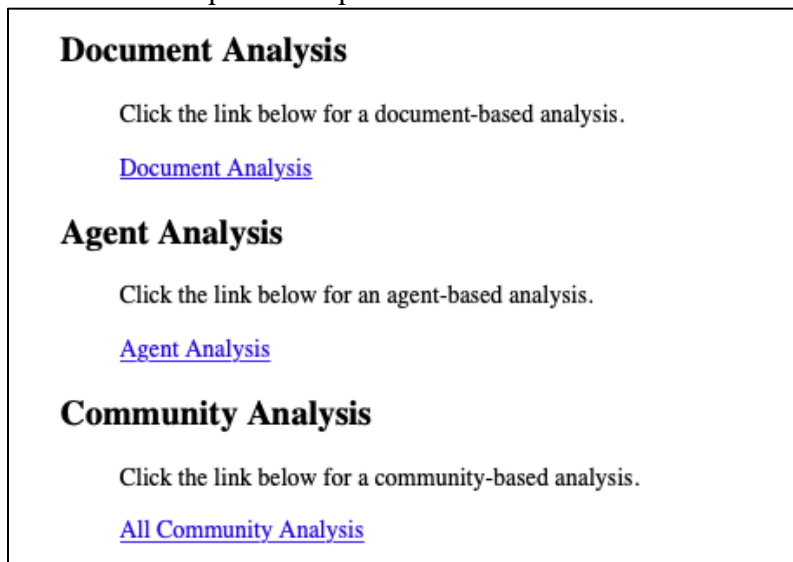 Document Analysis
Click the link below for a document-based analysis.
Document Analysis
Agent Analysis
Click the link below for an agent-based analysis.
Agent Analysis
Community Analysis
Click the link below for a community-based analysis.
All Community Analysis